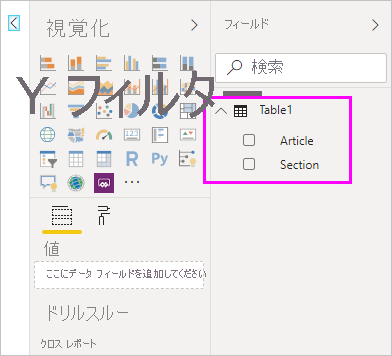 視覚化
フィールド
検索
Y フィルター
Table1
Article
Section
R Py
値
ここにデータ フィールドを追加してください
ドリルスルー
クロス レポート